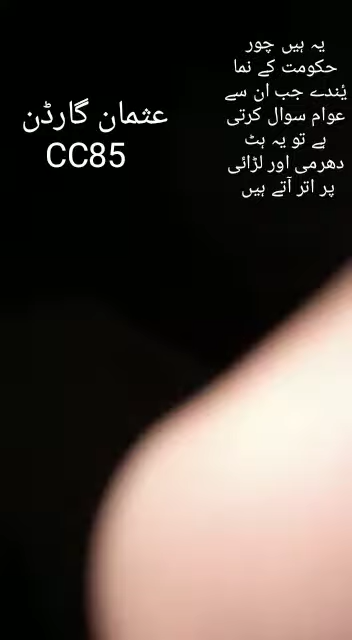 یہ ہیں چور
حکومت کے نما
یٔندے جب ان سے
عوام سوال کرتی
ہے تو یہ ہٹ
دھرمی اور لڑائی
پر اتر آتے ہیں
عثمان گارڈن
CC85